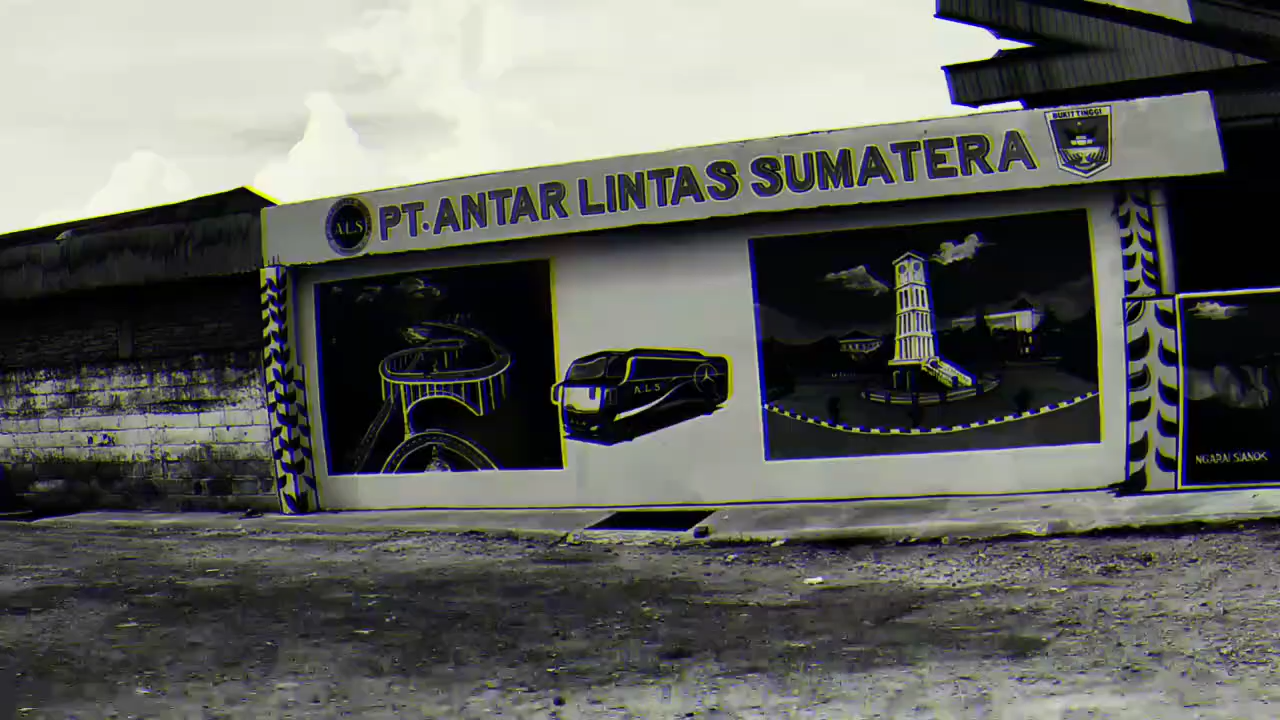 ALS
PT. ANTAR LINTAS SUMATERA
BUKITTINGGI
A.L.S
NGARAI SIANOK